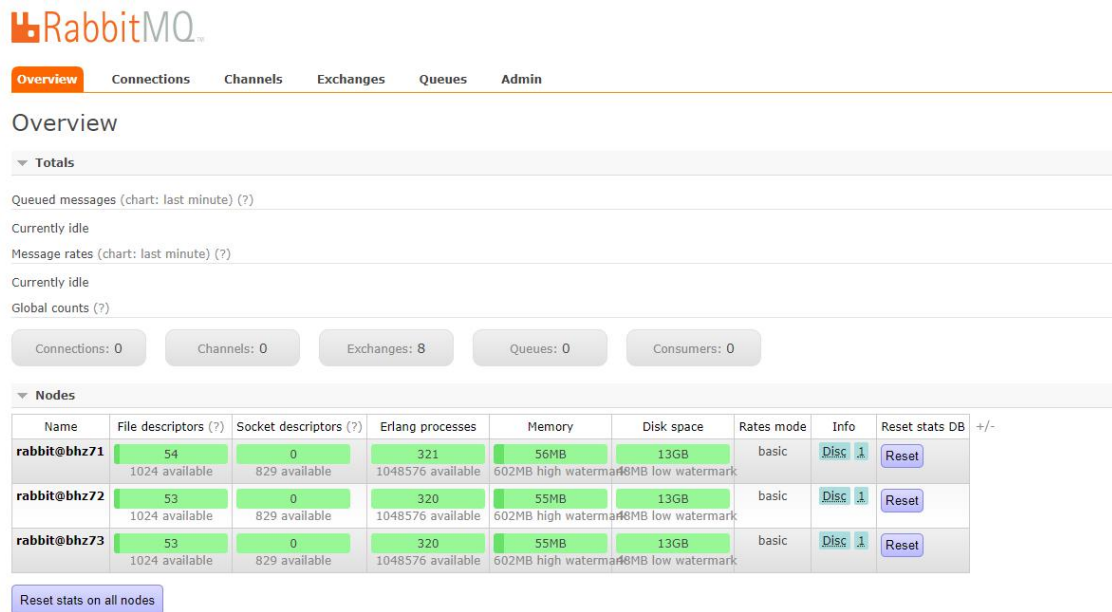 RabbitMQ™
Overview Connections Channels Exchanges Queues Admin
Overview
Totals
Queued messages (chart: last minute) (?)
Currently idle
Message rates (chart: last minute) (?)
Currently idle
Global counts (?)
Connections: 0 Channels: 0 Exchanges: 8 Queues: 0 Consumers: 0
Nodes
Name File descriptors (?) Socket descriptors (?) Erlang processes Memory Disk space Rates mode Info Reset stats DB +/-
rabbit@bhz71 54 0 321 56MB 13GB basic Disc 1 Reset
1024 available 829 available 1048576 available 602MB high watermark 48MB low watermark
rabbit@bhz72 53 0 320 55MB 13GB basic Disc 1 Reset
1024 available 829 available 1048576 available 602MB high watermark 48MB low watermark
rabbit@bhz73 53 0 320 55MB 13GB basic Disc 1 Reset
1024 available 829 available 1048576 available 602MB high watermark 48MB low watermark
Reset stats on all nodes